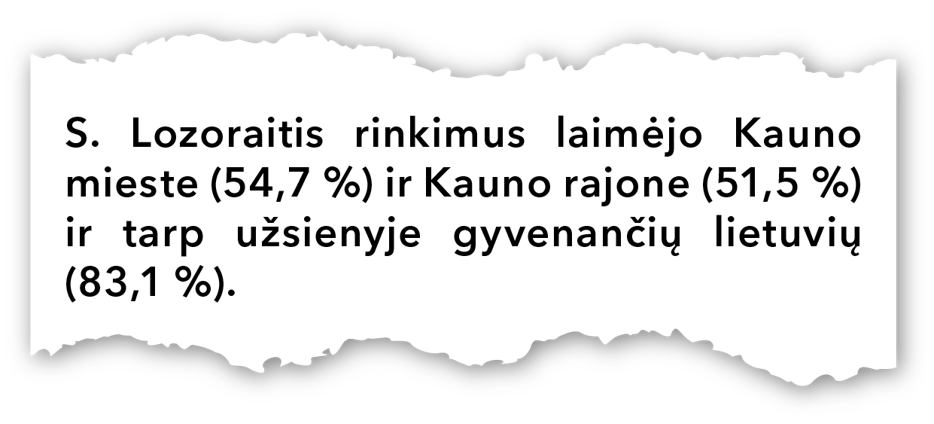 S. Lozoraitis rinkimus laimėjo Kauno
mieste (54,7 %) ir Kauno rajone (51,5 %)
ir tarp užsienyje gyvenančių lietuvių
(83,1 %).